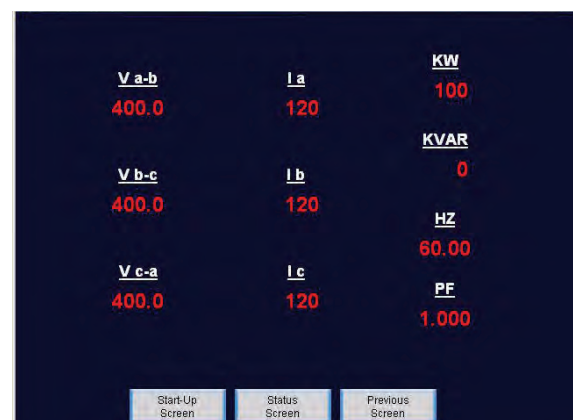 V a-b
400.0
I a
120
KW
100
V b-c
400.0
I b
120
KVAR
0
V c-a
400.0
I c
120
HZ
60.00
PF
1.000
Start-Up
Screen
Status
Screen
Previous
Screen